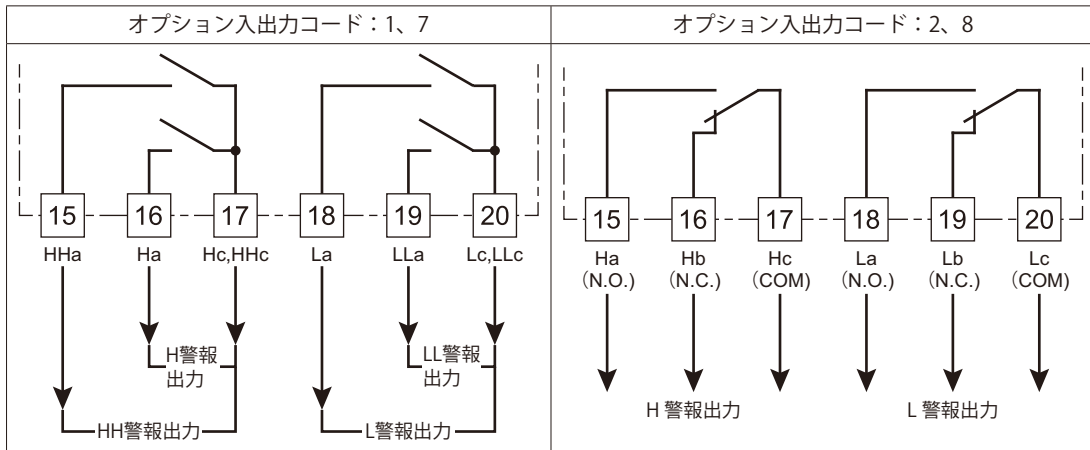 オプション入出力コード：1、7
15
16
17
18
19
20
HHa
Ha
Hc,HHc
La
LLa
Lc,LLc
H警報
出力
LL警報
出力
HH警報出力
L警報出力
オプション入出力コード：2、8
15
16
17
18
19
20
Ha
(N.O.)
Hb
(N.C.)
Hc
(COM)
La
(N.O.)
Lb
(N.C.)
Lc
(COM)
H 警報出力
L 警報出力